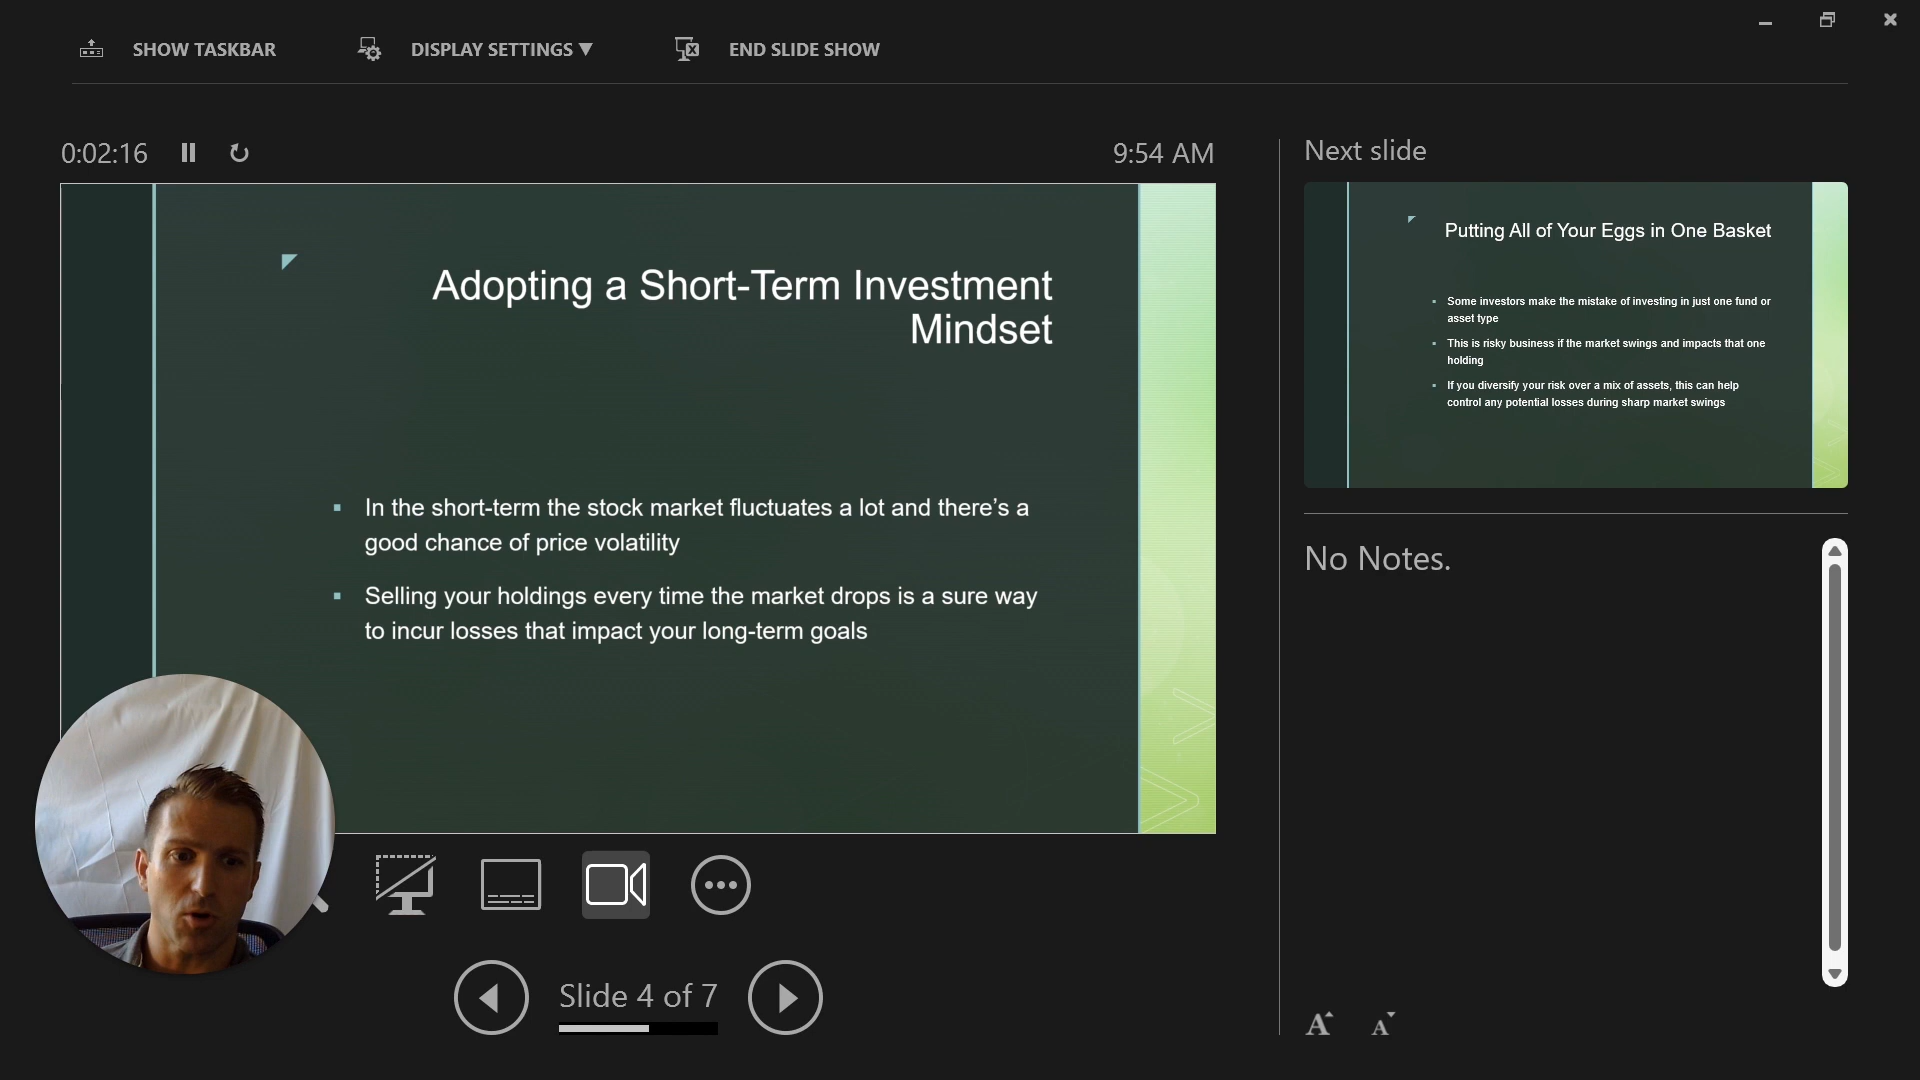 SHOW TASKBAR
DISPLAY SETTINGS ▼
END SLIDE SHOW
0:02:16
9:54 AM
Adopting a Short-Term Investment
Mindset
▪ In the short-term the stock market fluctuates a lot and there’s a
good chance of price volatility
▪ Selling your holdings every time the market drops is a sure way
to incur losses that impact your long-term goals
Slide 4 of 7
Next slide
Putting All of Your Eggs in One Basket
▪ Some investors make the mistake of investing in just one fund or
asset type
▪ This is risky business if the market swings and impacts that one
holding
▪ If you diversify your risk over a mix of assets, this can help
control any potential losses during sharp market swings
No Notes.
A A